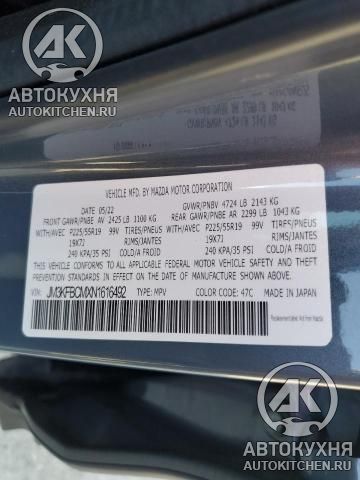 АК
АВТОКУХНЯ
AUTOKITCHEN.RU
VEHICLE MFD. BY MAZDA MOTOR CORPORATION
DATE 05/22 GVWR/PNBV 4724 LB 2143 KG
FRONT GAWR/PNBE AV 2425 LB 1100 KG REAR GAWR/PNBE AR 2299 LB 1043 KG
WITH/AVEC P225/55R19 99V TIRES/PNEUS WITH/AVEC P225/55R19 99V TIRES/PNEUS
19X7J RIMS/JANTES 19X7J RIMS/JANTES
240 KPA/35 PSI COLD/A FROID 240 KPA/35 PSI COLD/A FROID
THIS VEHICLE CONFORMS TO ALL APPLICABLE FEDERAL MOTOR VEHICLE SAFETY STANDARDS
IN EFFECT ON THE DATE OF MANUFACTURE SHOWN ABOVE.
VIN: JM3KFBCMXN1616492 TYPE: MPV COLOR CODE: 47C MADE IN JAPAN
АК
АВТОКУХНЯ
AUTOKITCHEN.RU